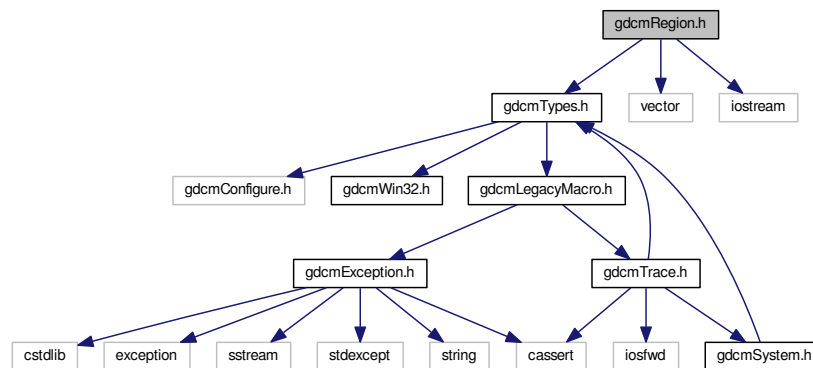 gdcmRegion.h
gdcmTypes.h
vector
iostream
gdcmConfigure.h
gdcmWin32.h
gdcmLegacyMacro.h
gdcmException.h
gdcmTrace.h
cstdlib
exception
sstream
stdexcept
string
cassert
iosfwd
gdcmSystem.h